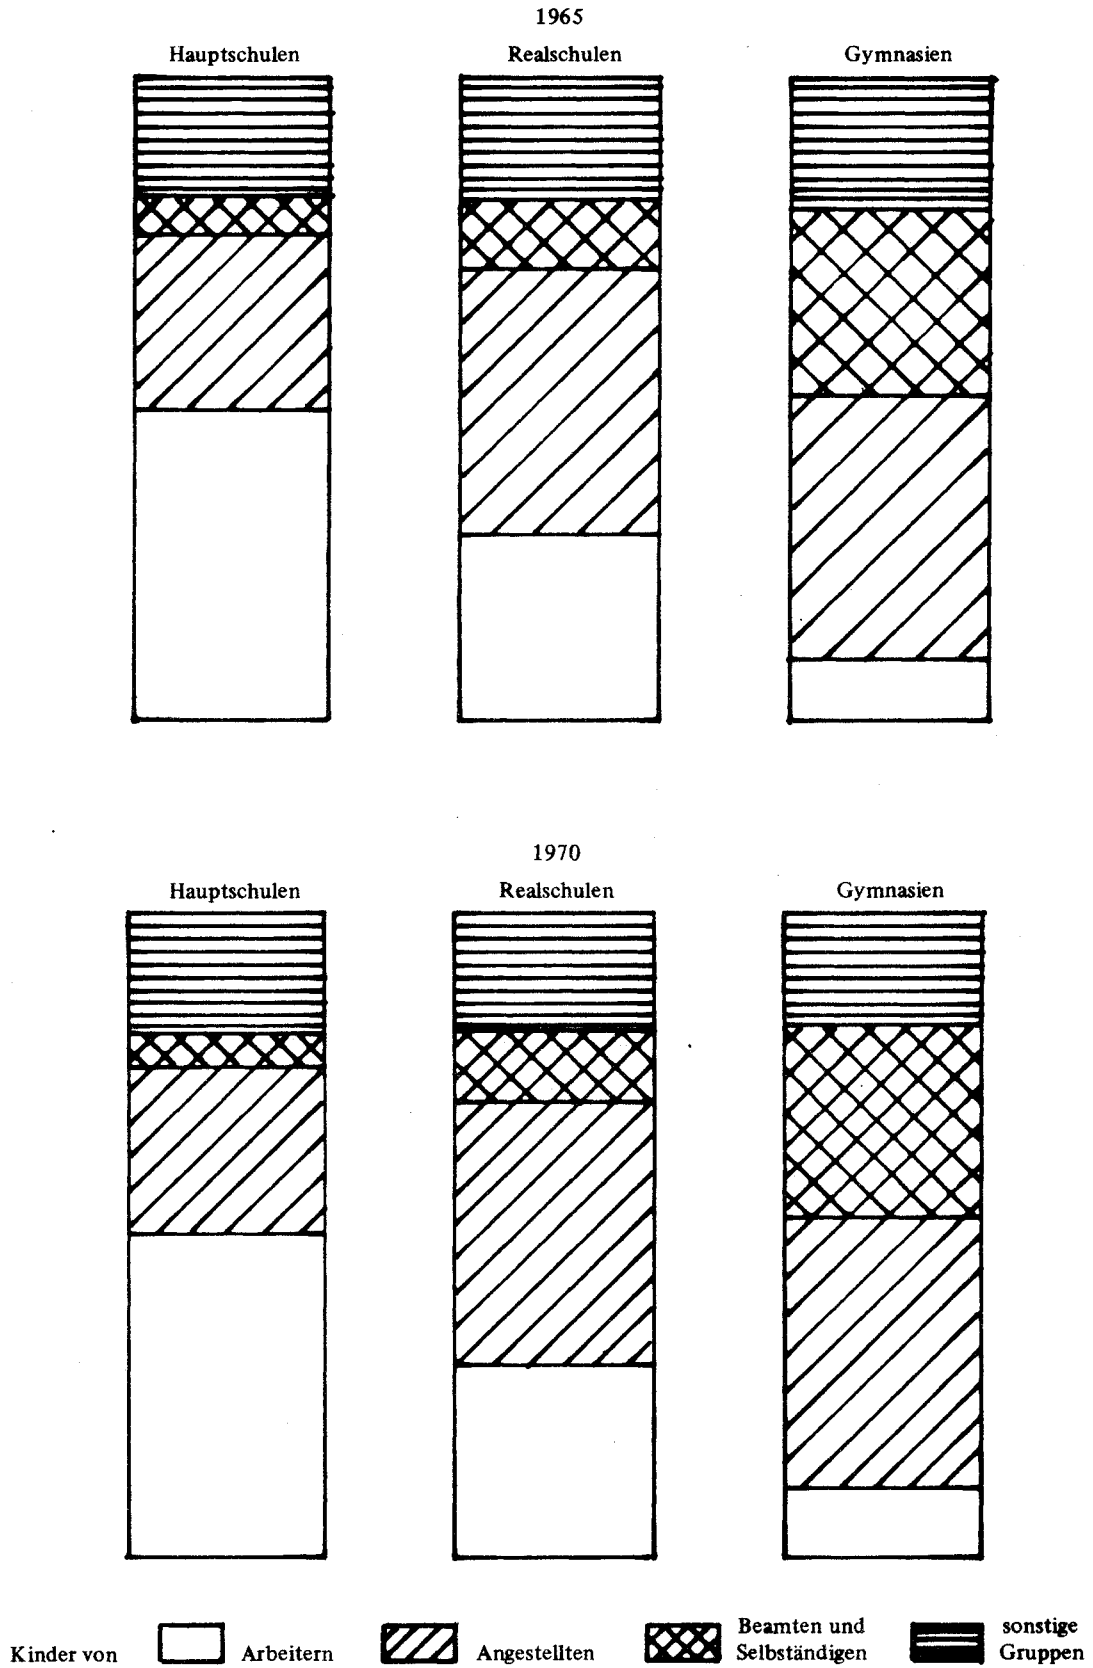 1965
Hauptschulen Realschulen Gymnasien
1970
Hauptschulen Realschulen Gymnasien
Kinder von Arbeitern Angestellten Beamten und Selbständigen sonstige Gruppen